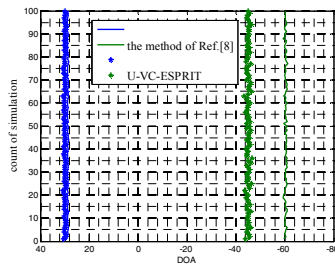 100
90
80
70
60
50
40
30
20
10
0
count of simulation
the method of Ref.[8]
U-VC-ESPRIT
40 20 0 -20 -40 -60 -80
DOA